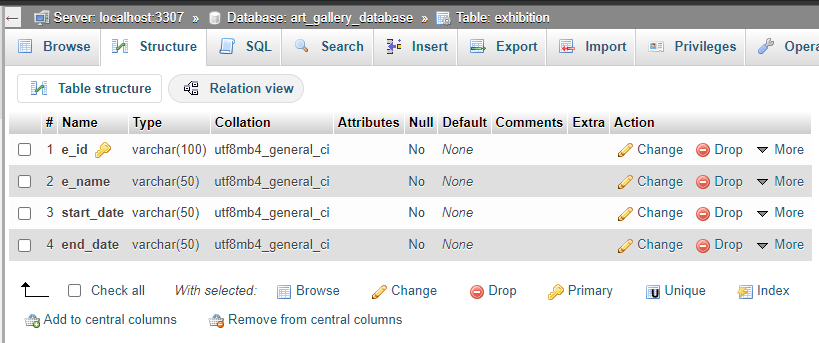 Server: localhost:3307 » Database: art_gallery_database » Table: exhibition
Browse Structure SQL Search Insert Export Import Privileges Opera
Table structure Relation view
# Name Type Collation Attributes Null Default Comments Extra Action
1 e_id varchar(100) utf8mb4_general_ci No None Change Drop More
2 e_name varchar(50) utf8mb4_general_ci No None Change Drop More
3 start_date varchar(50) utf8mb4_general_ci No None Change Drop More
4 end_date varchar(50) utf8mb4_general_ci No None Change Drop More
Check all With selected: Browse Change Drop Primary Unique Index
Add to central columns Remove from central columns